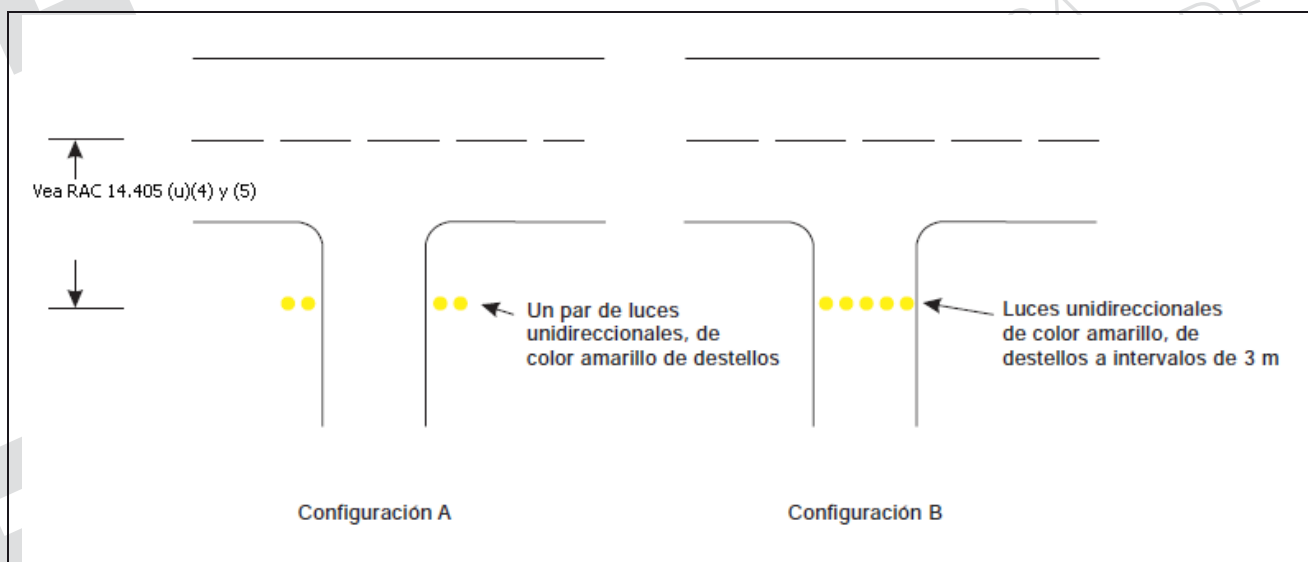 Vea RAC 14.405 (u)(4) y (5)
Un par de luces
unidireccionales, de
color amarillo de destellos
Luces unidireccionales
de color amarillo, de
destellos a intervalos de 3 m
Configuración A
Configuración B